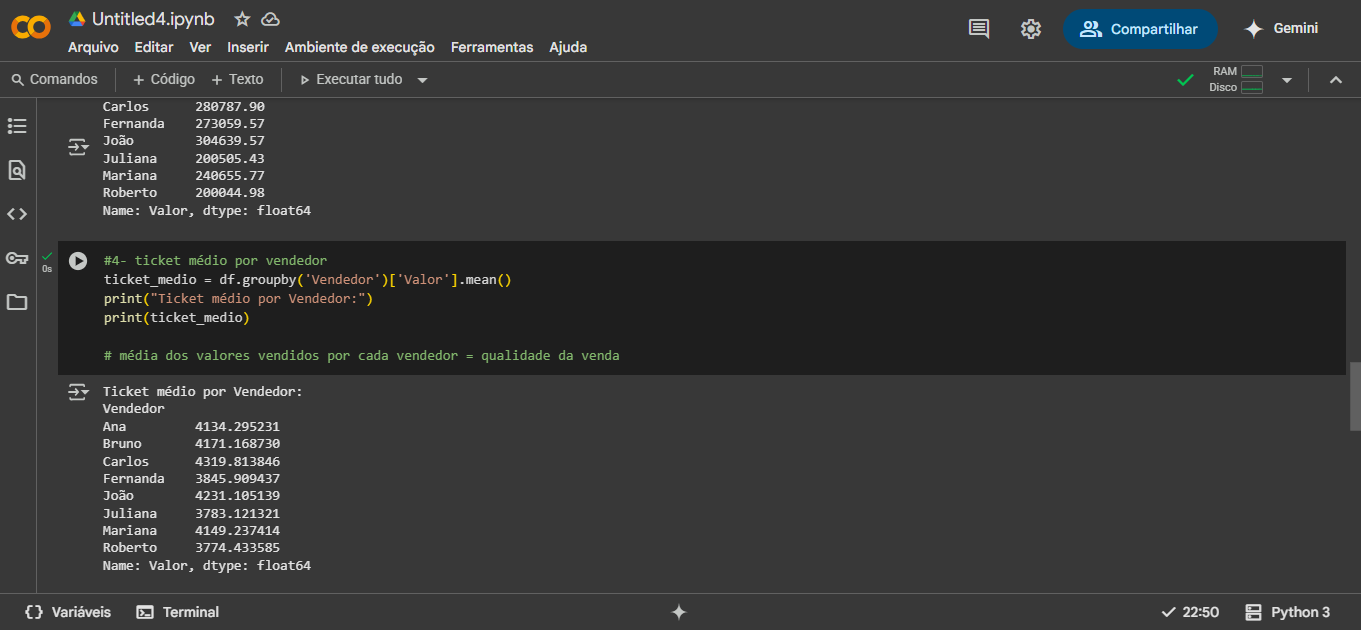 Untitled4.ipynb
Arquivo Editar Ver Inserir Ambiente de execução Ferramentas Ajuda
Compartilhar
Gemini
Comandos + Código + Texto Executar tudo
RAM
Disco
Carlos 280787.90
Fernanda 273059.57
João 304639.57
Juliana 200505.43
Mariana 240655.77
Roberto 200044.98
Name: Valor, dtype: float64
0s
#4- ticket médio por vendedor
ticket_medio = df.groupby('Vendedor')['Valor'].mean()
print("Ticket médio por Vendedor:")
print(ticket_medio)
# média dos valores vendidos por cada vendedor = qualidade da venda
Ticket médio por Vendedor:
Vendedor
Ana 4134.295231
Bruno 4171.168730
Carlos 4319.813846
Fernanda 3845.909437
João 4231.105139
Juliana 3783.121321
Mariana 4149.237414
Roberto 3774.433585
Name: Valor, dtype: float64
{} Variáveis Terminal 22:50 Python 3